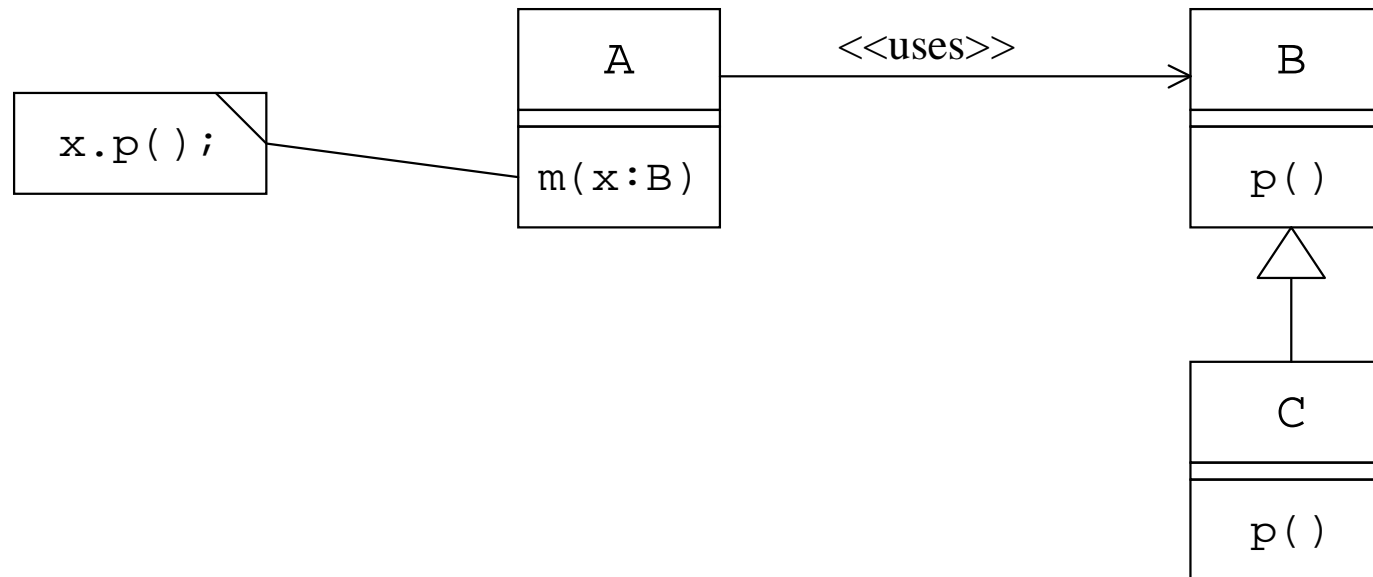 A
<<uses>>
B
x.p();
m(x:B)
p()
C
p()